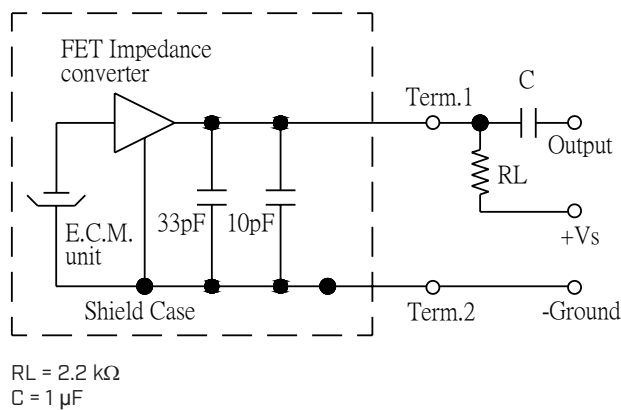 FET Impedance
converter
C
Term.1
Output
RL
33pF
10pF
E.C.M.
unit
+Vs
Shield Case
Term.2
-Ground
RL = 2.2 kΩ
C = 1 µF